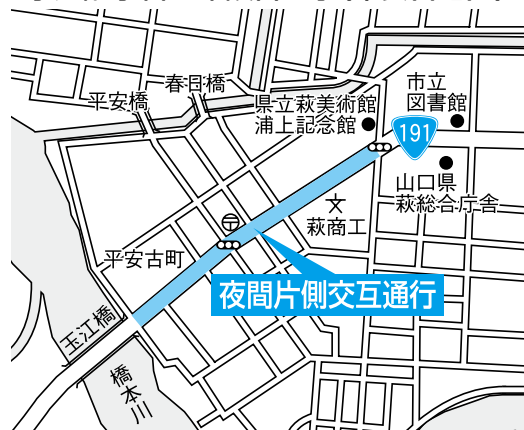 春日橋
平安橋
県立萩美術館
浦上記念館
市立
図書館
191
山口県
萩総合庁舎
萩商工
平安古町
夜間片側交互通行
玉江橋
橋本川